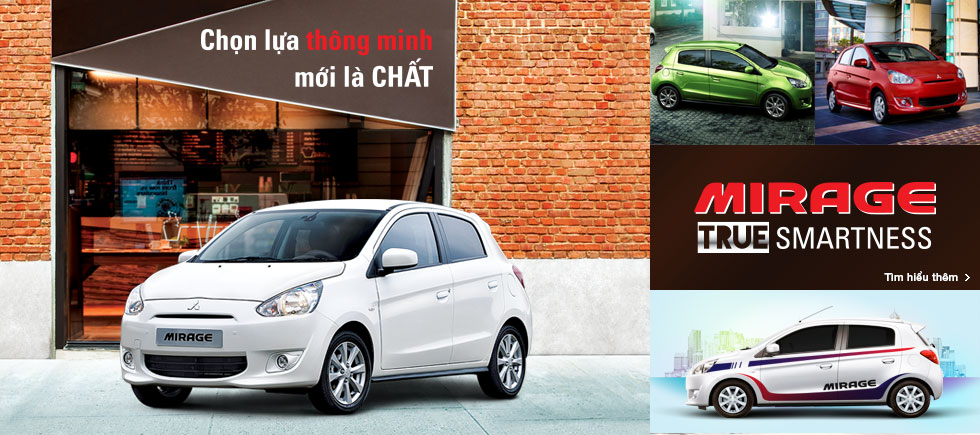 Chọn lựa thông minh
mới là CHẤT
MIRAGE
MIRAGE
TRUE SMARTNESS
Tìm hiểu thêm >
MIRAGE